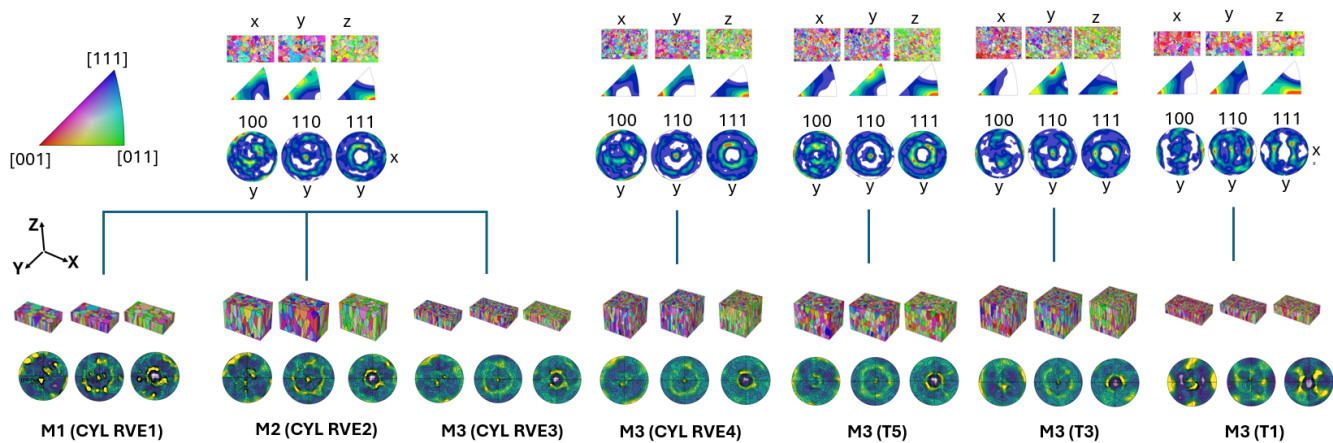 x y z
x y z
x y z
x y z
x y z
[111]
[001]
[011]
100 110 111
x
y y
100 110 111
y y
100 110 111
y y
100 110 111
y y
100 110 111
x
y y
Z
Y
X
M1 (CYL RVE1)
M2 (CYL RVE2)
M3 (CYL RVE3)
M3 (CYL RVE4)
M3 (T5)
M3 (T3)
M3 (T1)